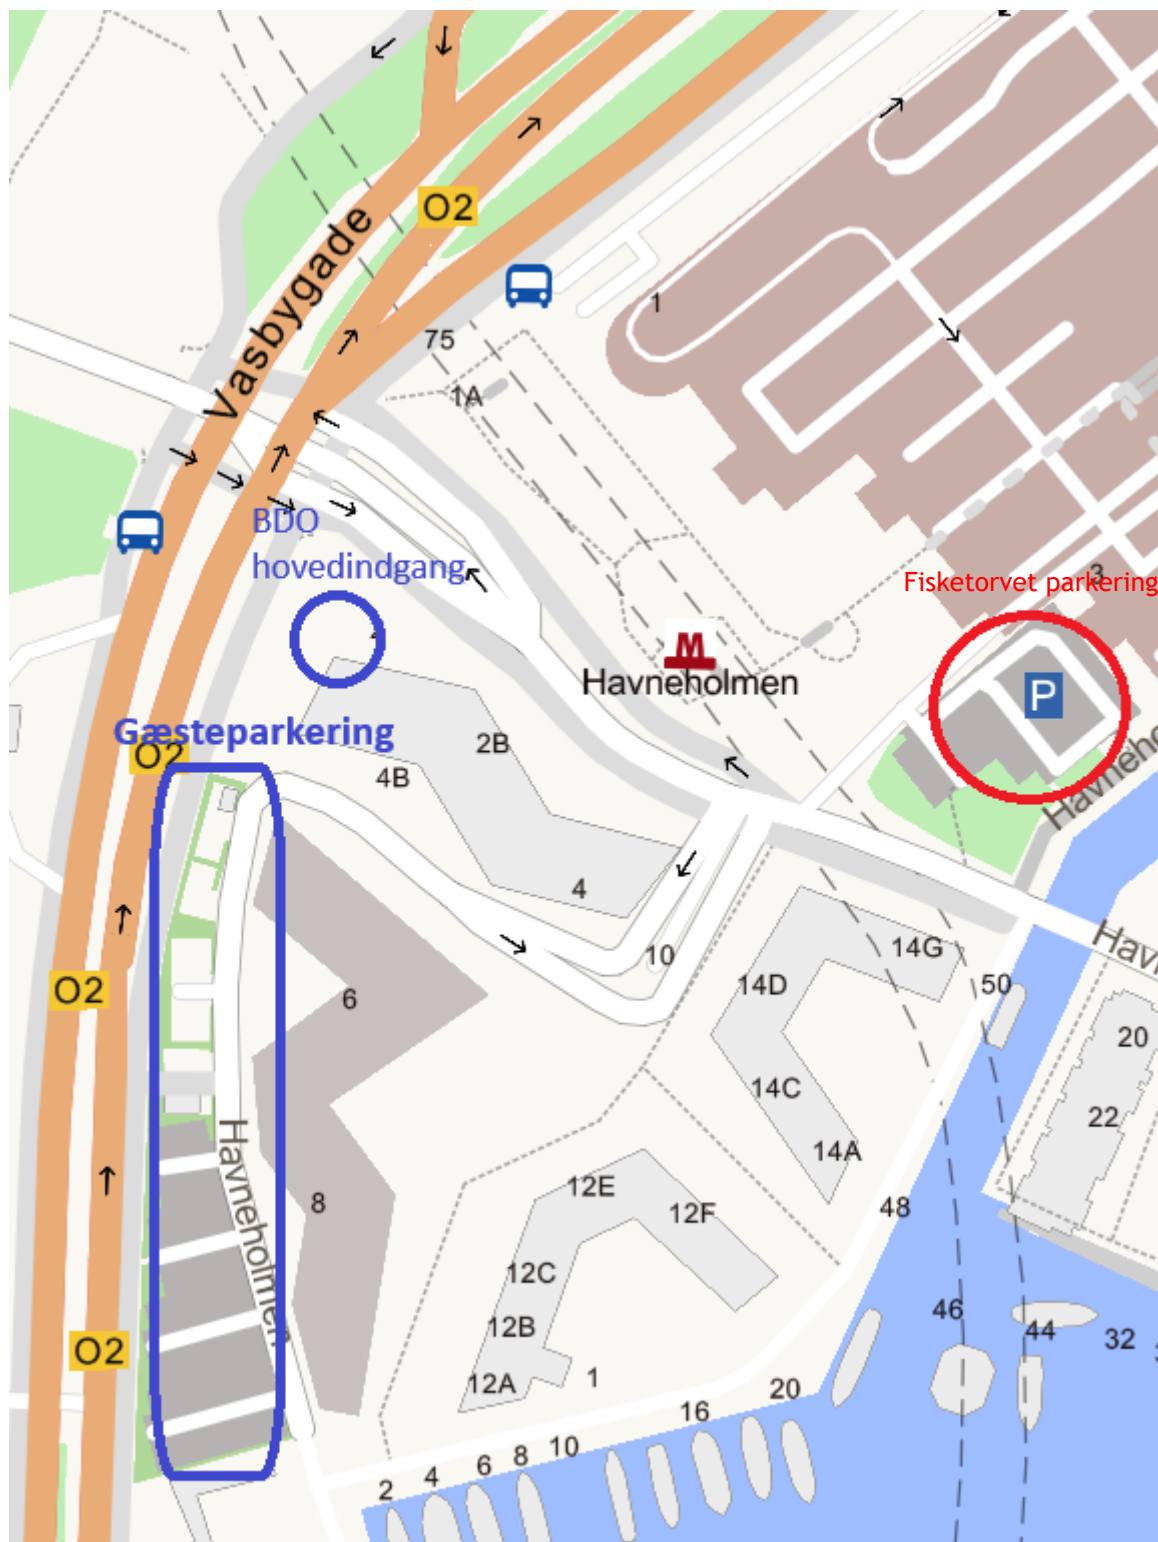 O2
Vasbygade
1
75
1A
BDO
hovedindgang
3
Fisketorvet parkering
M
Havneholmen
P
Gæsteparkering
O2
2B
4B
4
10
14G
14D
50
6
O2
20
14C
22
14A
Havneholmen
8
12E
12F
48
12C
12B
46
44
32
O2
12A
1
20
16
10
8
6
4
2